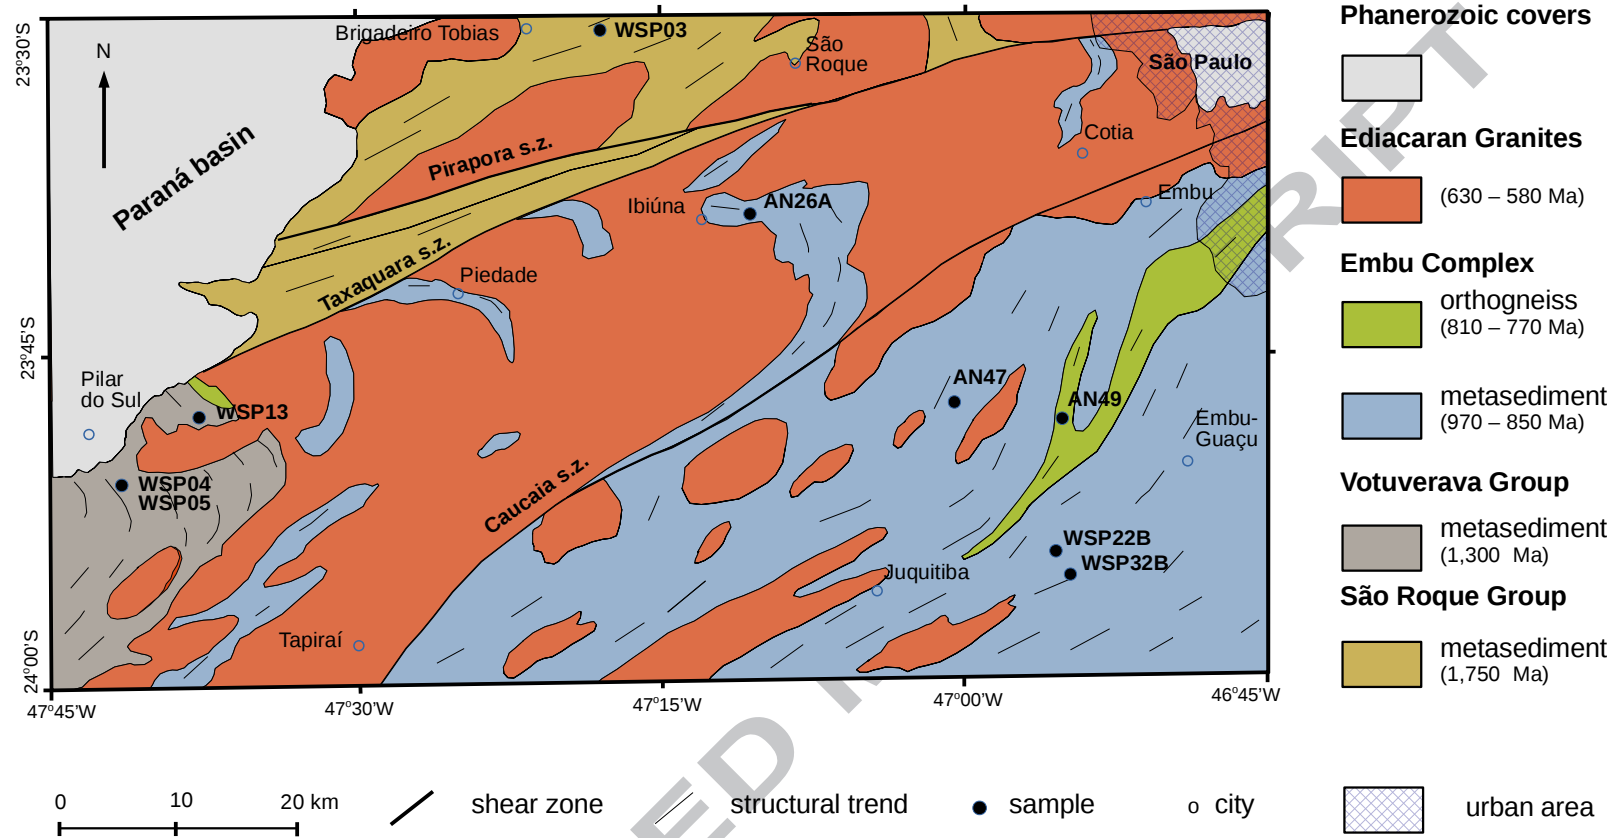 Phanerozoic covers
Ediacaran Granites
(630 – 580 Ma)
Embu Complex
orthogneiss
(810 – 770 Ma)
metasediment
(970 – 850 Ma)
Votuverava Group
metasediment
(1,300 Ma)
São Roque Group
metasediment
(1,750 Ma)
23°30'S
23°45'S
24°00'S
47°45'W
47°30'W
47°15'W
47°00'W
46°45'W
N
Paraná basin
Brigadeiro Tobias
WSP03
São
Roque
São Paulo
Cotia
Pirapora s.z.
Ibiúna
AN26A
Embu
Taxaquara s.z.
Piedade
Pilar
do Sul
WSP13
AN47
AN49
Embu-
Guaçu
WSP04
WSP05
Caucaia s.z.
WSP22B
WSP32B
Juquitiba
Tapiraí
0 10 20 km
shear zone
structural trend
sample
city
urban area
RIPT
ED M